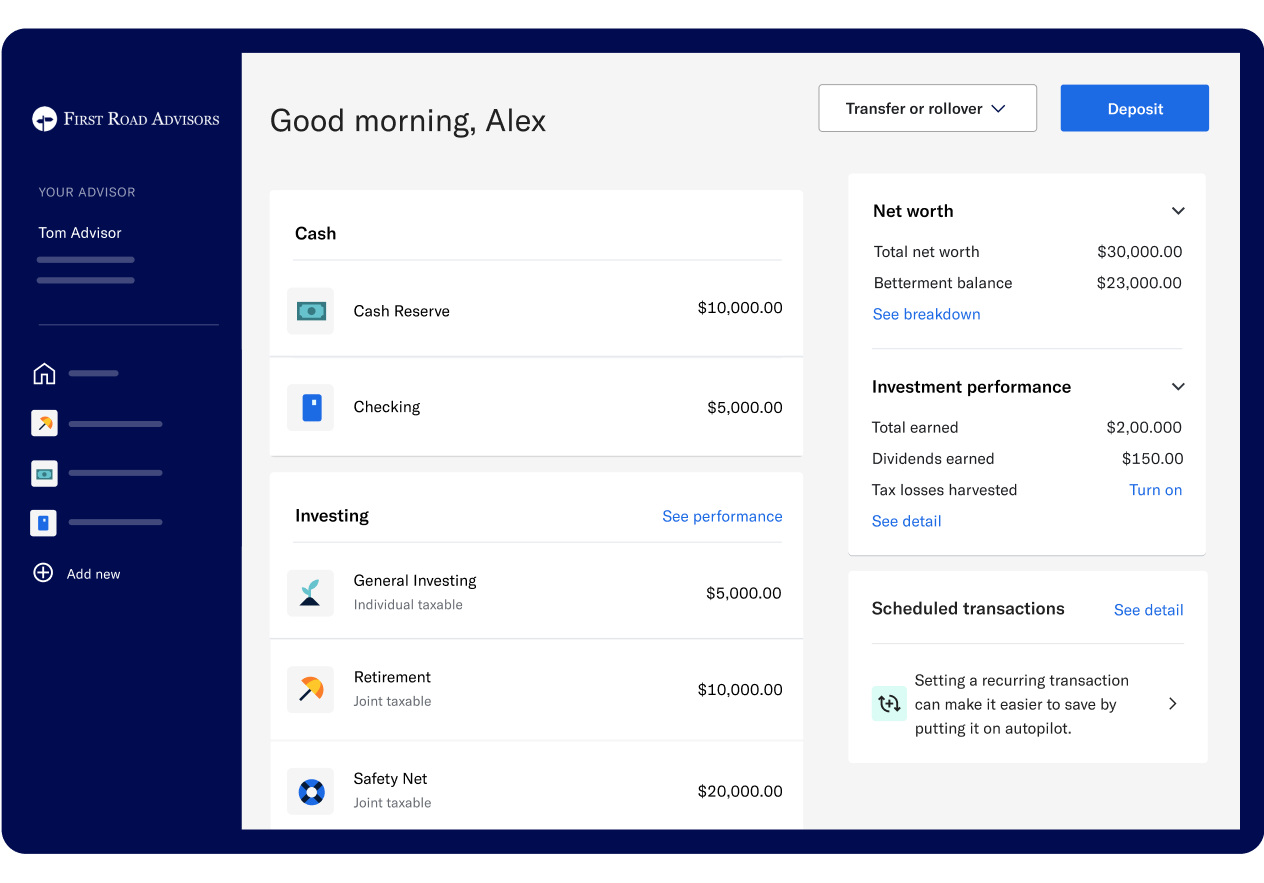 FIRST ROAD ADVISORS
YOUR ADVISOR
Tom Advisor
Add new
Good morning, Alex
Transfer or rollover
Deposit
Cash
Cash Reserve $10,000.00
Checking $5,000.00
Investing See performance
General Investing
Individual taxable
$5,000.00
Retirement
Joint taxable
$10,000.00
Safety Net
Joint taxable
$20,000.00
Net worth
Total net worth $30,000.00
Betterment balance $23,000.00
See breakdown
Investment performance
Total earned $2,00.000
Dividends earned $150.00
Tax losses harvested Turn on
See detail
Scheduled transactions See detail
Setting a recurring transaction
can make it easier to save by
putting it on autopilot.